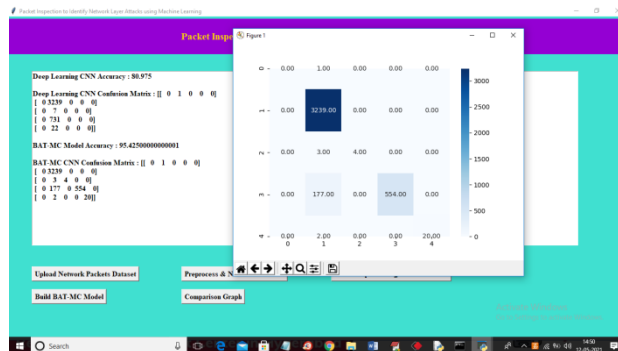 Packet Inspection to Identify Network Layer Attacks using Machine Learning
Packet Inspe
Figure 1
Deep Learning CNN Accuracy : 80.975
Deep Learning CNN Confusion Matrix : [[ 0 1 0 0 0]
[ 0 3239 0 0 0]
[ 0 7 0 0 0]
[ 0 731 0 0 0]
[ 0 22 0 0 0]]
BAT-MC Model Accuracy : 95.42500000000001
BAT-MC CNN Confusion Matrix : [[ 0 1 0 0 0]
[ 0 3239 0 0 0]
[ 0 3 4 0 0]
[ 0 177 0 554 0]
[ 0 2 0 0 20]]
0 0.00 1.00 0.00 0.00 0.00
1 0.00 3239.00 0.00 0.00 0.00
2 0.00 3.00 4.00 0.00 0.00
3 0.00 177.00 0.00 554.00 0.00
4 0.00 2.00 0.00 0.00 20.00
0 1 2 3 4
3000
2500
2000
1500
1000
500
0
Upload Network Packets Dataset
Preprocess & N
Build BAT-MC Model
Comparison Graph
Search
14:50
12-05-2021